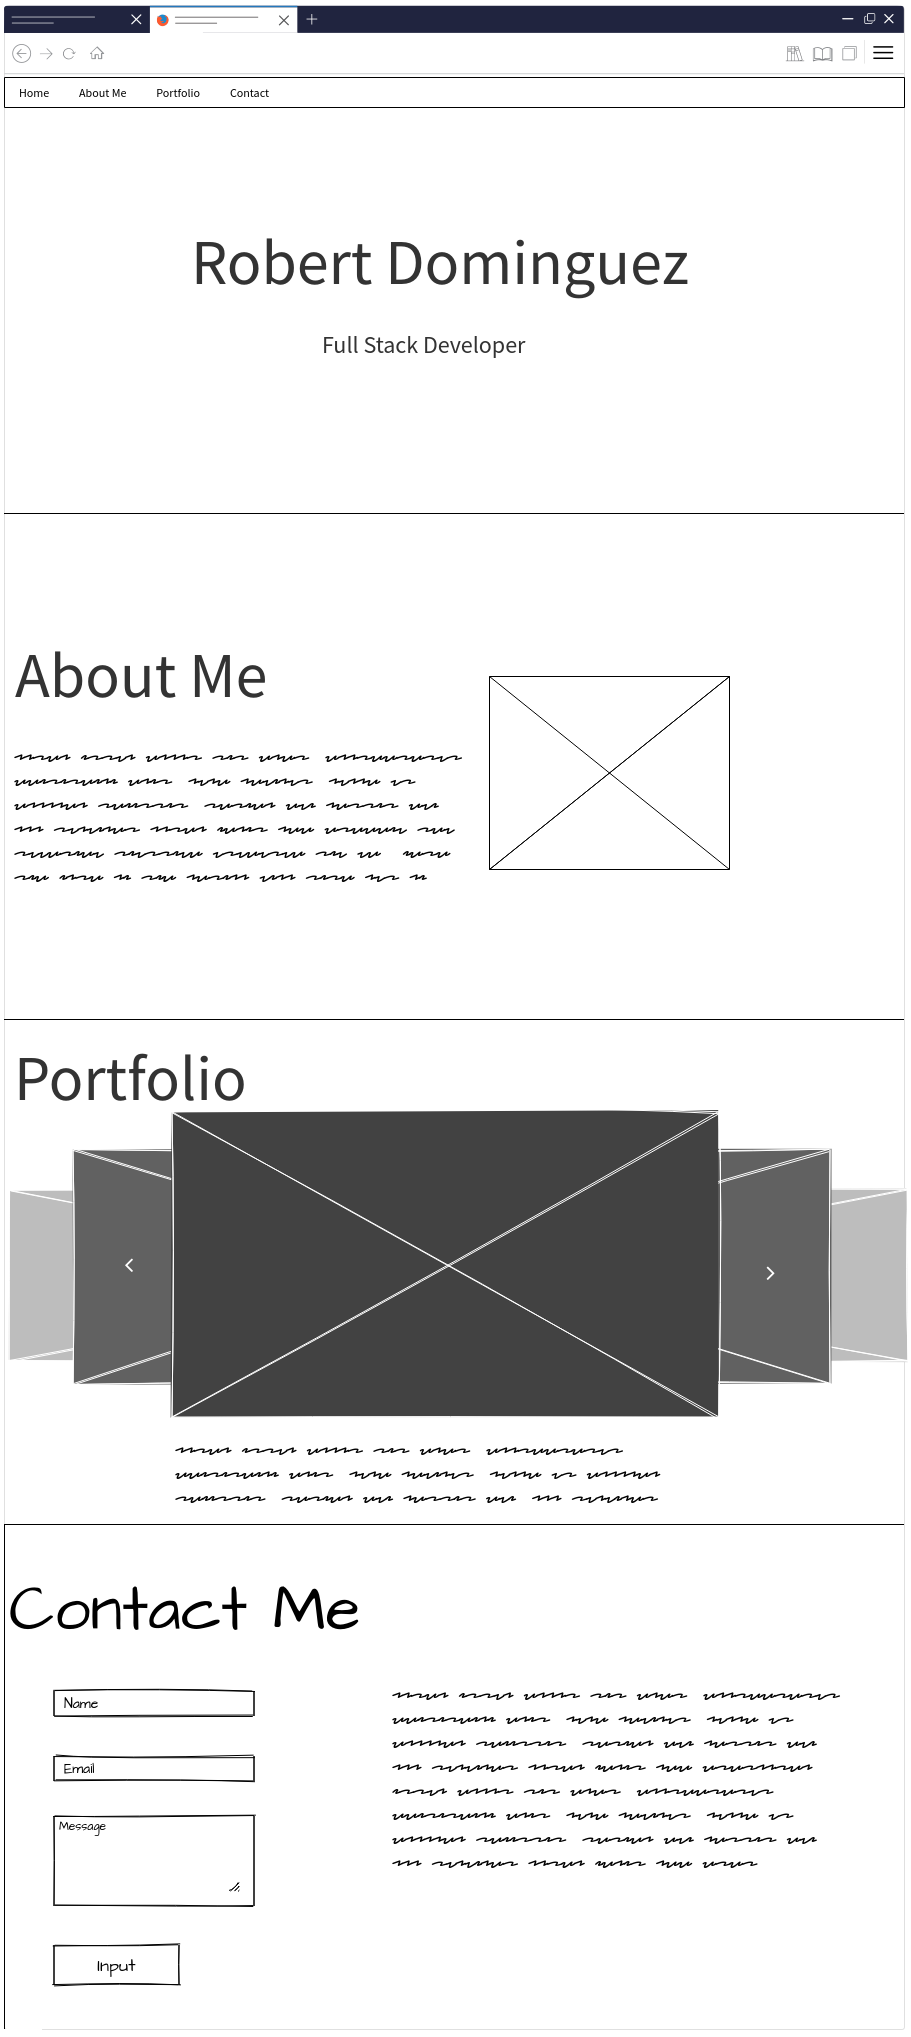 Home About Me Portfolio Contact
Robert Dominguez
Full Stack Developer
About Me
Portfolio
Contact Me
Name
Email
Message
Input